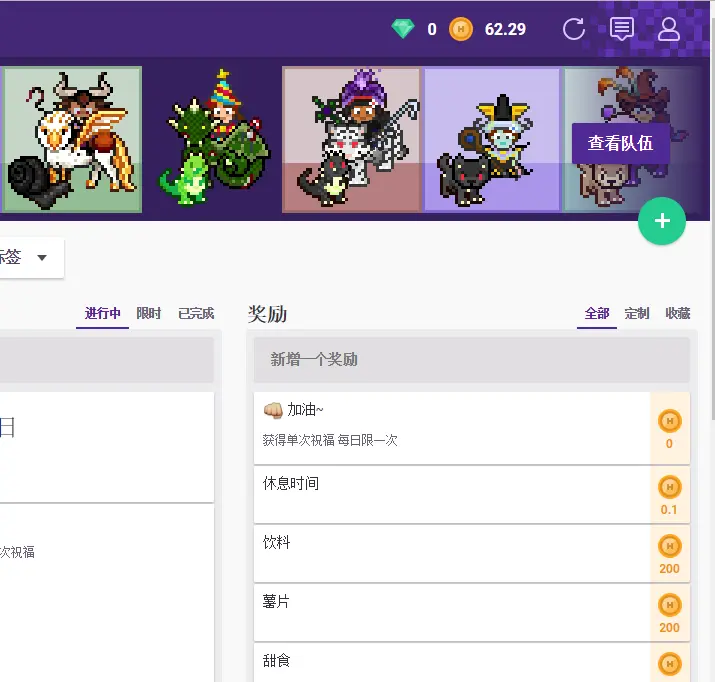 0 62.29
查看队伍
+
标签
进行中 限时 已完成
日
次祝福
奖励
全部 定制 收藏
新增一个奖励
👊🏼 加油~
获得单次祝福 每日限一次
0
休息时间
0.1
饮料
200
薯片
200
甜食